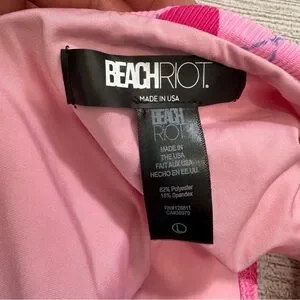 BEACHRIOT.
MADE IN USA
BEACH
RIOT
MADE IN
THE USA
FAIT AUX USA
HECHO EN EE.UU.
82% Polyester
18% Spandex
L